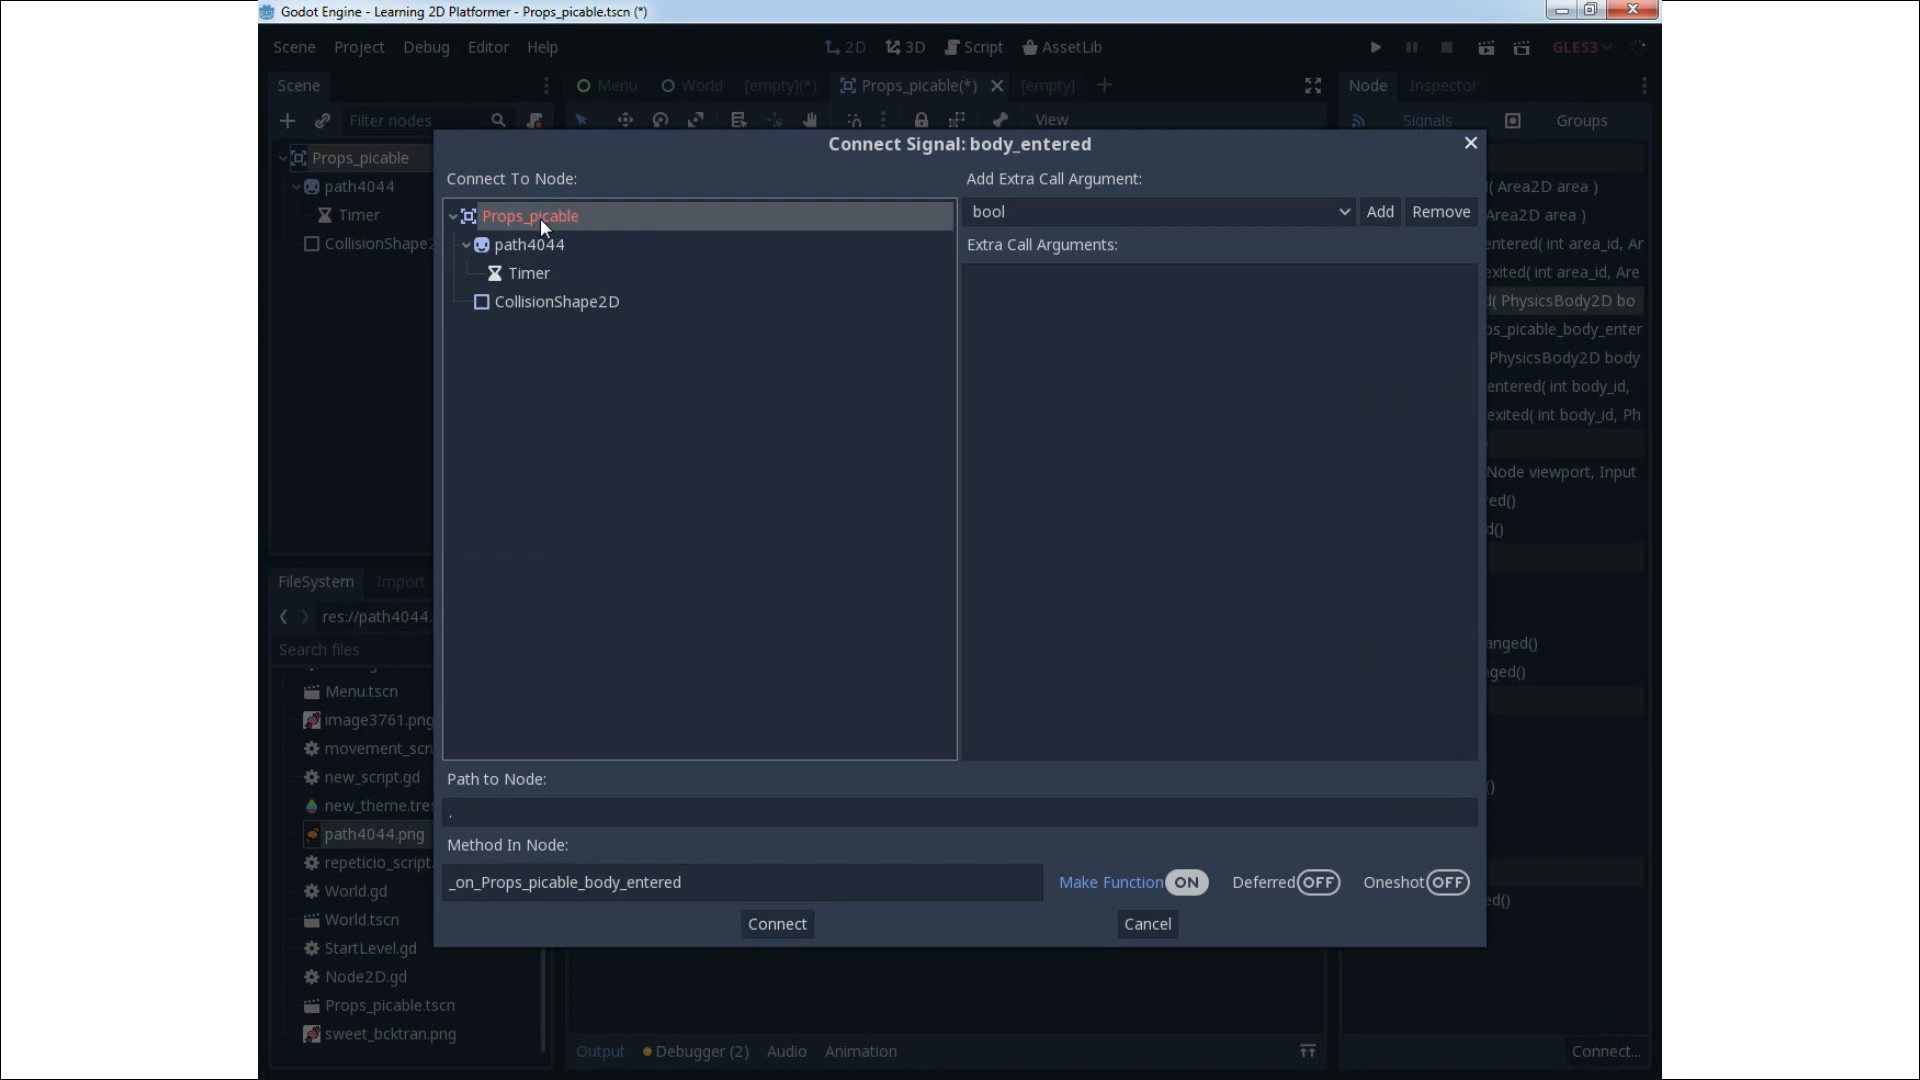 Godot Engine - Learning 2D Platformer - Props_picable.tscn (*)
Scene Project Debug Editor Help
2D 3D Script AssetLib
GLES3
Scene
Menu World [empty](*) Props_picable(*) [empty]
Node Inspector
Filter nodes
View
Signals Groups
Props_picable
path4044
Timer
CollisionShape2
Connect Signal: body_entered
Connect To Node:
Props_picable
path4044
Timer
CollisionShape2D
Add Extra Call Argument:
bool
Add Remove
Extra Call Arguments:
Path to Node:
.
Method In Node:
_on_Props_picable_body_entered
Make Function ON
Deferred OFF
Oneshot OFF
Connect Cancel
( Area2D area )
Area2D area )
entered( int area_id, Ar
exited( int area_id, Are
( PhysicsBody2D bo
ps_picable_body_enter
PhysicsBody2D body
entered( int body_id,
exited( int body_id, Ph
Node viewport, Input
ed()
d()
anged()
ged()
()
ed()
Connect...
FileSystem Import
res://path4044.
Search files
Menu.tscn
image3761.png
movement_scr
new_script.gd
new_theme.tres
path4044.png
repeticio_script.
World.gd
World.tscn
StartLevel.gd
Node2D.gd
Props_picable.tscn
sweet_bcktran.png
Output Debugger (2) Audio Animation